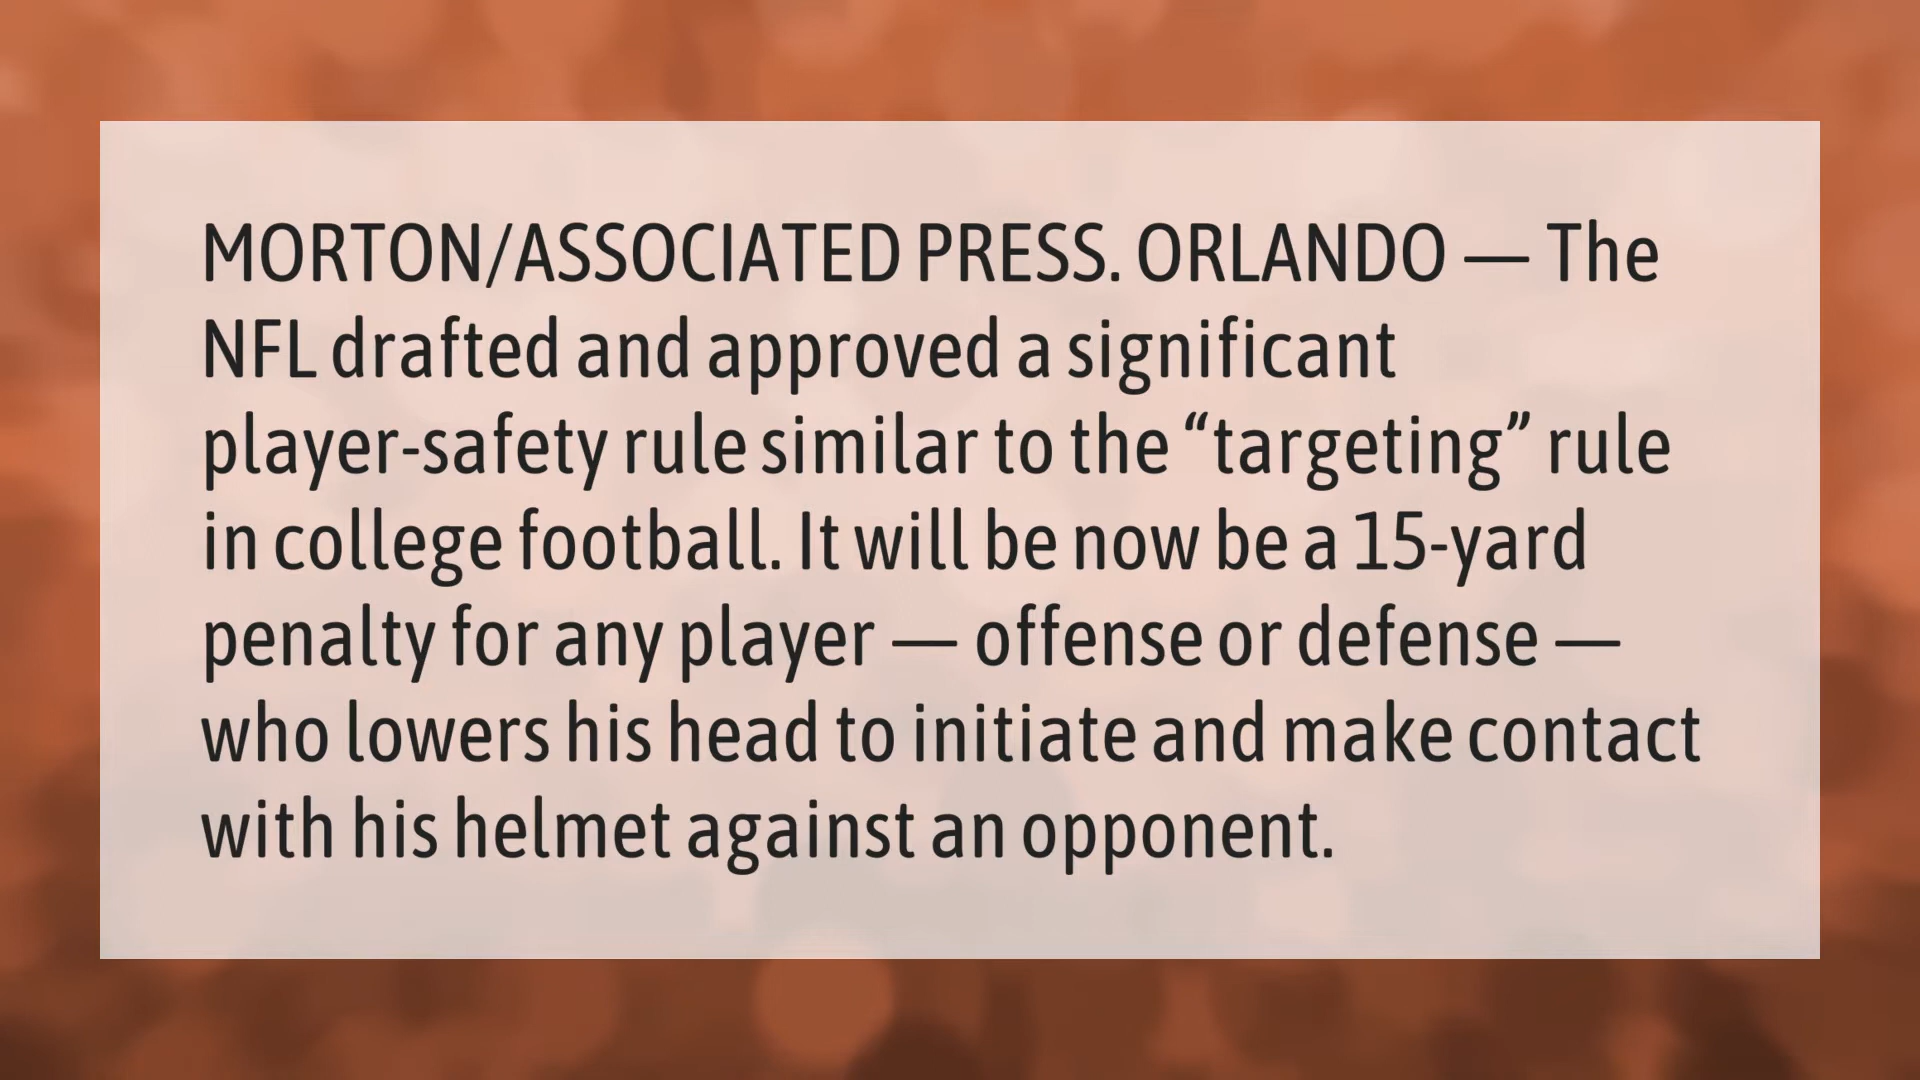 MORTON/ASSOCIATED PRESS. ORLANDO — The
NFL drafted and approved a significant
player-safety rule similar to the “targeting” rule
in college football. It will be now be a 15-yard
penalty for any player — offense or defense —
who lowers his head to initiate and make contact
with his helmet against an opponent.